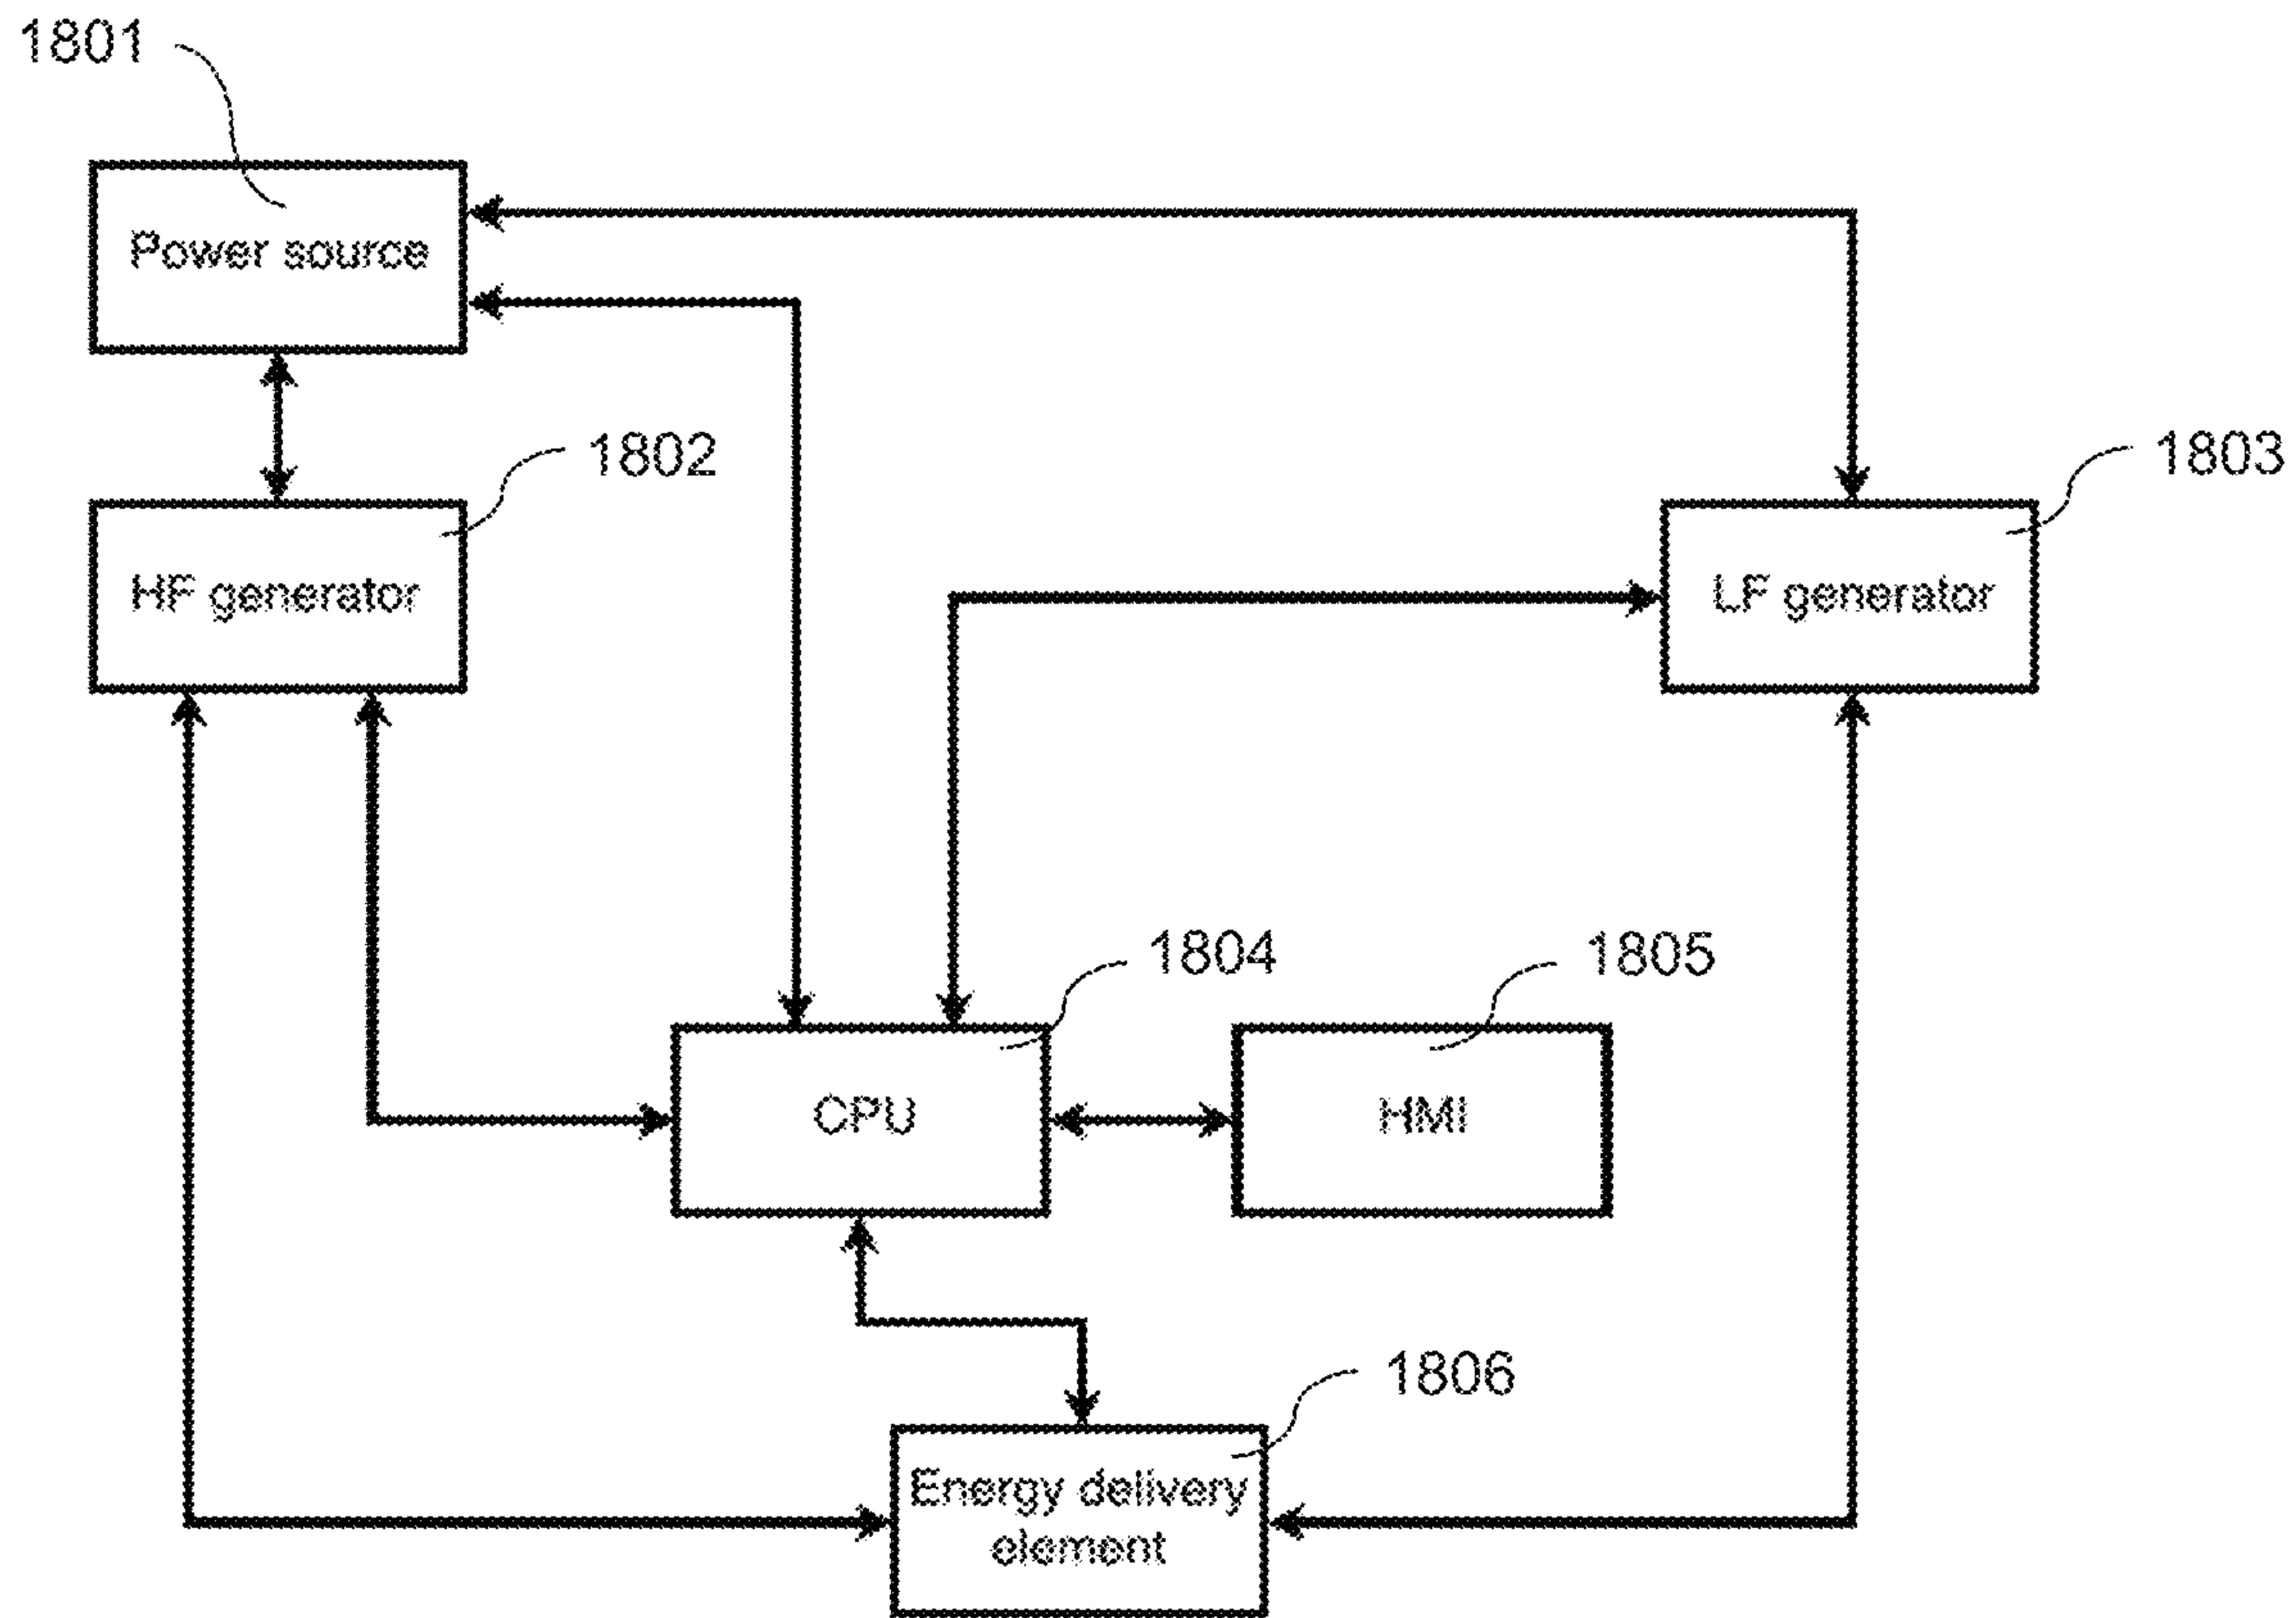 1801
Power source
1802
1803
HF generator
LF generator
1804
1805
CPU
HMI
1806
Energy delivery
element